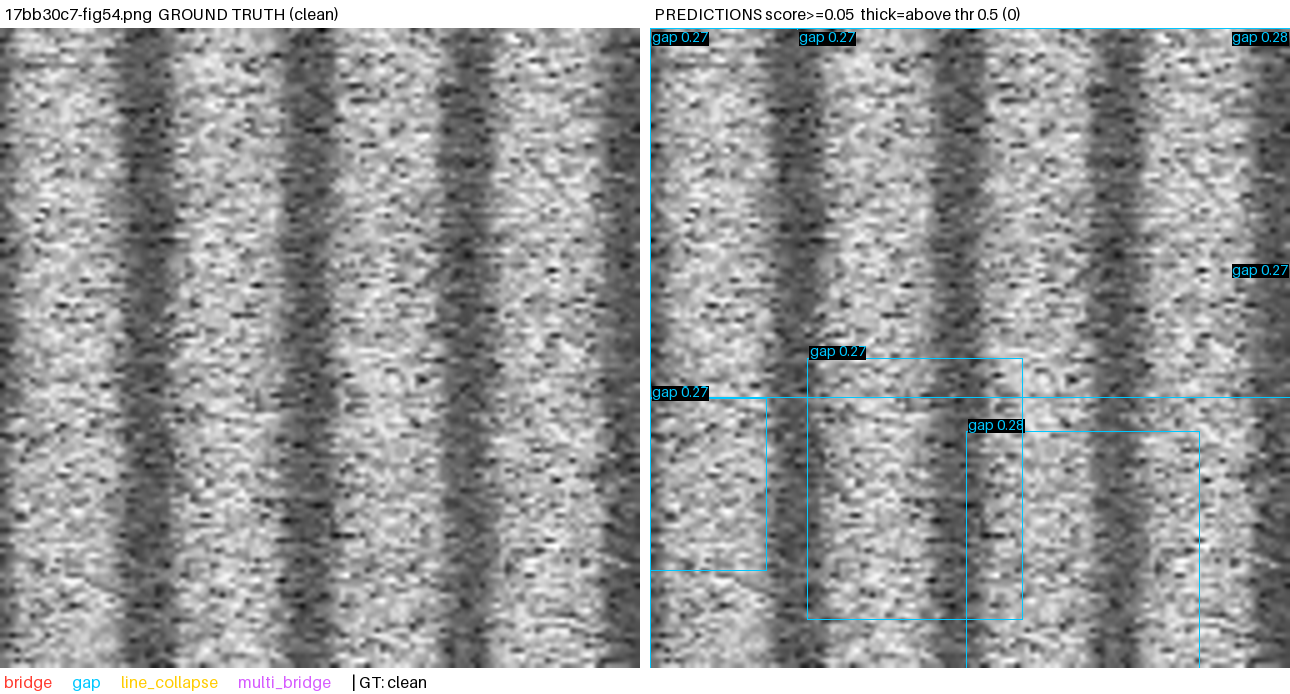 17bb30c7-fig54.png  GROUND TRUTH (clean)
PREDICTIONS score>=0.05  thick=above thr 0.5 (0)
gap 0.27
gap 0.27
gap 0.28
gap 0.27
gap 0.27
gap 0.27
gap 0.28
bridge
gap
line_collapse
multi_bridge
| GT: clean